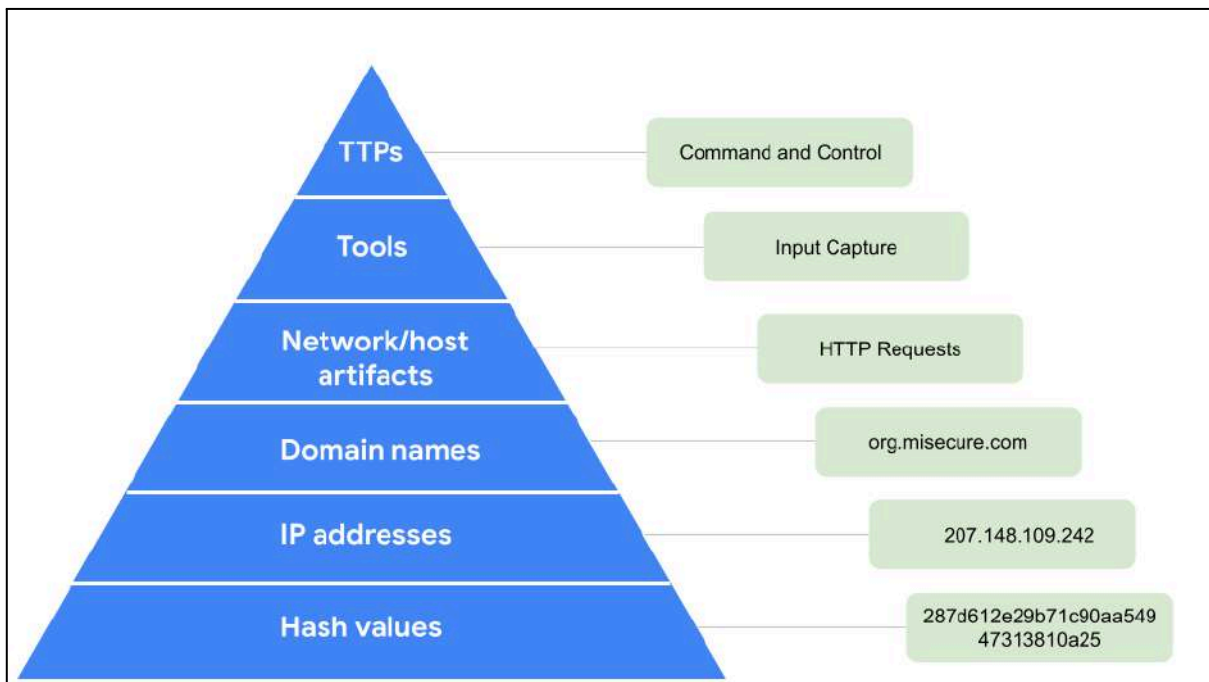 TTPs
Command and Control
Tools
Input Capture
Network/host
artifacts
HTTP Requests
Domain names
org.misecure.com
IP addresses
207.148.109.242
Hash values
287d612e29b71c90aa549
47313810a25